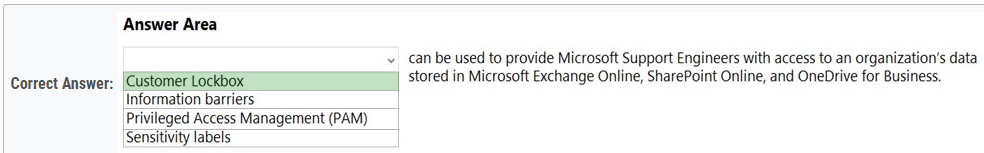 Answer Area
can be used to provide Microsoft Support Engineers with access to an organization's data
stored in Microsoft Exchange Online, SharePoint Online, and OneDrive for Business.
Correct Answer:
Customer Lockbox
Information barriers
Privileged Access Management (PAM)
Sensitivity labels